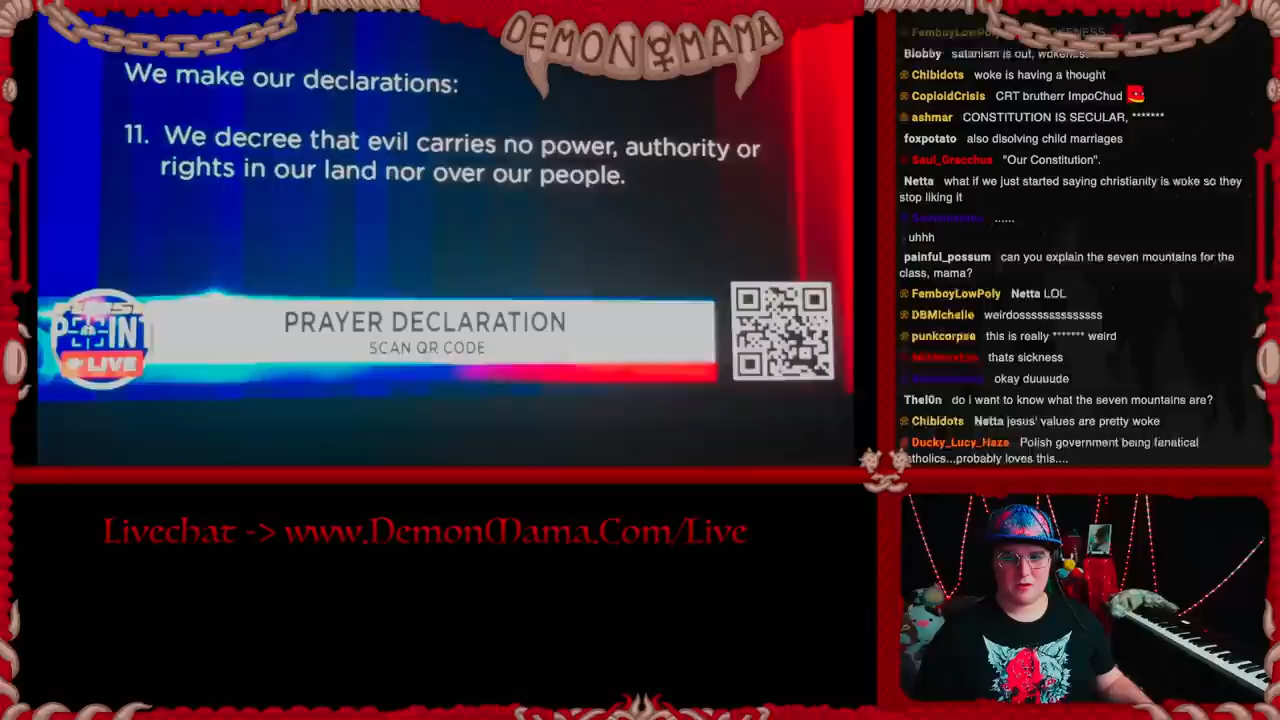 DEMON MAMA
We make our declarations:
11. We decree that evil carries no power, authority or
rights in our land nor over our people.
PRAYER DECLARATION
SCAN QR CODE
POINT
LIVE
Livechat -> www.DemonMama.Com/Live
FemboyLowPoly
Blobby satanism is out, wokeness
Chibidots woke is having a thought
CopioidCrisis CRT brutherr ImpoChud
ashmar CONSTITUTION IS SECULAR, *******
foxpotato also disolving child marriages
Saul_Gracchus "Our Constitution".
Netta what if we just started saying christianity is woke so they
stop liking it
......
uhhh
painful_possum can you explain the seven mountains for the
class, mama?
FemboyLowPoly Netta LOL
DBMichelle weirdosssssssssssss
punkcorpse this is really ******* weird
thats sickness
okay duuuude
Thel0n do i want to know what the seven mountains are?
Chibidots Netta jesus' values are pretty woke
Ducky_Lucy_Haze Polish government being fanatical
atholics...probably loves this....